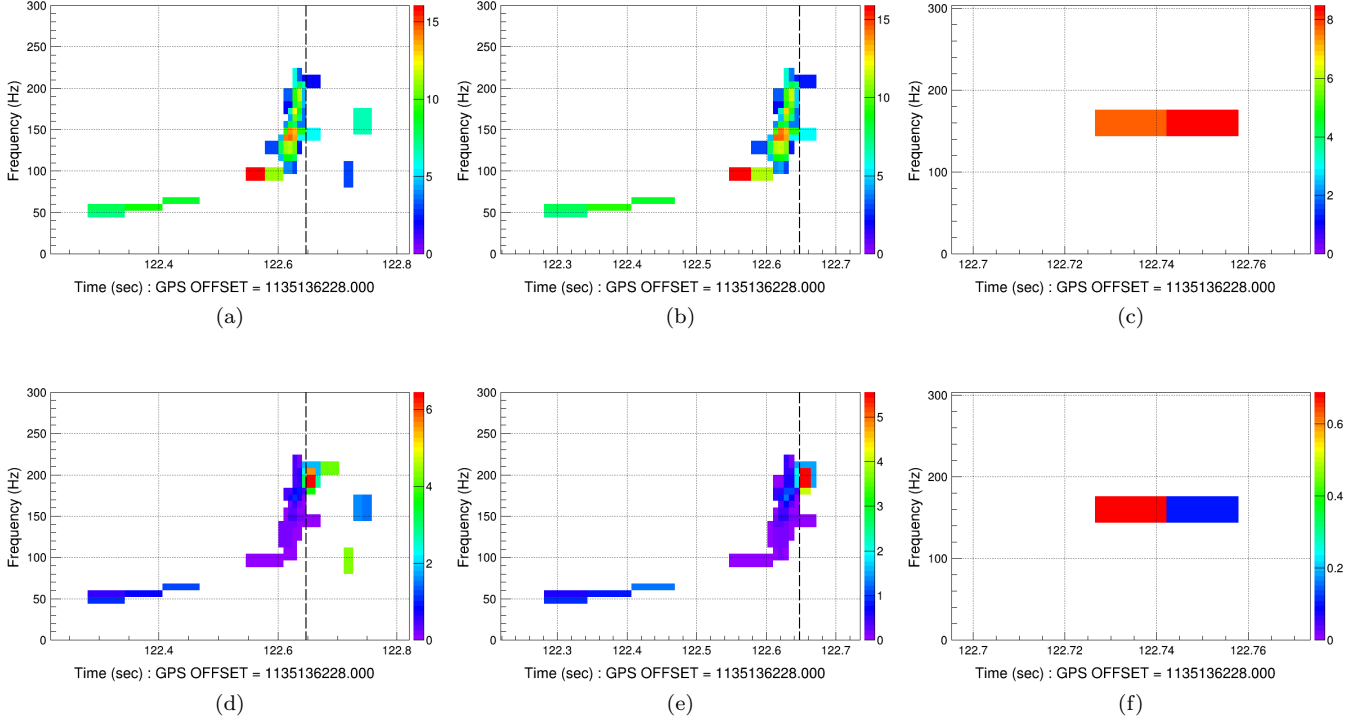 Frequency (Hz)
300
250
200
150
100
50
0
122.4 122.6 122.8
15
10
5
0
Time (sec) : GPS OFFSET = 1135136228.000
(a)
Frequency (Hz)
300
250
200
150
100
50
0
122.3 122.4 122.5 122.6 122.7
15
10
5
0
Time (sec) : GPS OFFSET = 1135136228.000
(b)
Frequency (Hz)
300
200
100
0
122.7 122.72 122.74 122.76
8
6
4
2
0
Time (sec) : GPS OFFSET = 1135136228.000
(c)
Frequency (Hz)
300
250
200
150
100
50
0
122.4 122.6 122.8
6
4
2
0
Time (sec) : GPS OFFSET = 1135136228.000
(d)
Frequency (Hz)
300
250
200
150
100
50
0
122.3 122.4 122.5 122.6 122.7
5
4
3
2
1
0
Time (sec) : GPS OFFSET = 1135136228.000
(e)
Frequency (Hz)
300
200
100
0
122.7 122.72 122.74 122.76
0.6
0.4
0.2
0
Time (sec) : GPS OFFSET = 1135136228.000
(f)